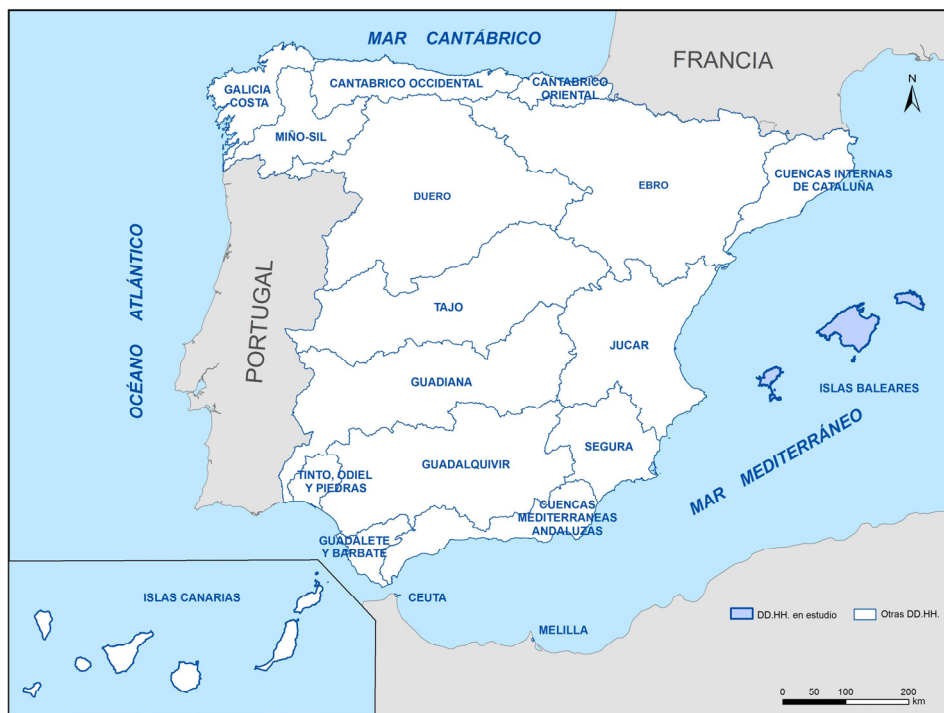 MAR CANTÁBRICO
FRANCIA
N
GALICIA
COSTA
CANTABRICO OCCIDENTAL
CANTABRICO
ORIENTAL
MIÑO-SIL
DUERO
EBRO
CUENCAS INTERNAS
DE CATALUÑA
OCÉANO ATLÁNTICO
PORTUGAL
TAJO
JUCAR
GUADIANA
ISLAS BALEARES
MAR MEDITERRÁNEO
SEGURA
GUADALQUIVIR
TINTO, ODIEL
Y PIEDRAS
CUENCAS
MEDITERRANEAS
ANDALUZAS
GUADALETE
Y BARBATE
ISLAS CANARIAS
CEUTA
MELILLA
DD.HH. en estudio
Otras DD.HH.
0 50 100 200
km